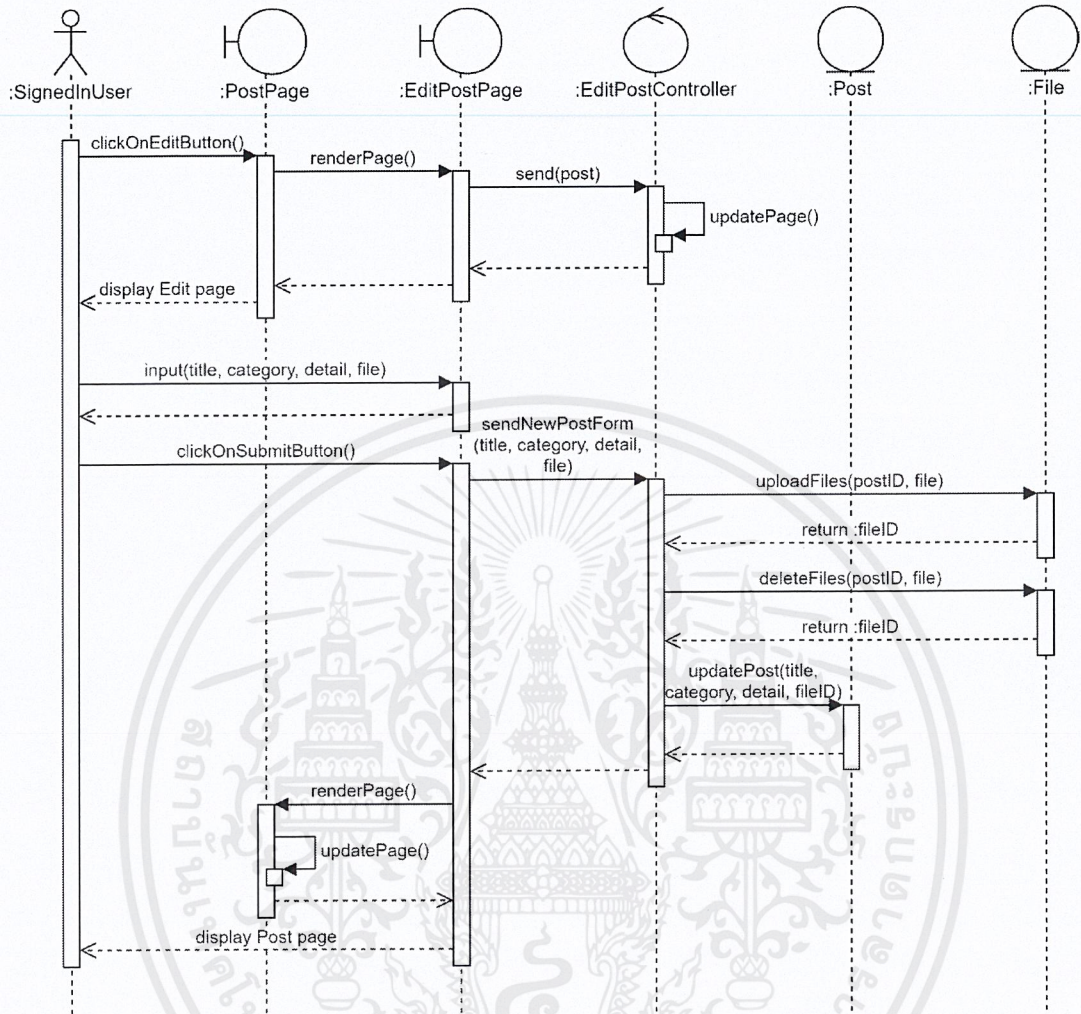 :SignedInUser
:PostPage
:EditPostPage
:EditPostController
:Post
:File
clickOnEditButton()
renderPage()
send(post)
updatePage()
display Edit page
input(title, category, detail, file)
sendNewPostForm
(title, category, detail,
file)
clickOnSubmitButton()
uploadFiles(postID, file)
return :fileID
deleteFiles(postID, file)
return :fileID
updatePost(title,
category, detail, fileID)
renderPage()
updatePage()
display Post page